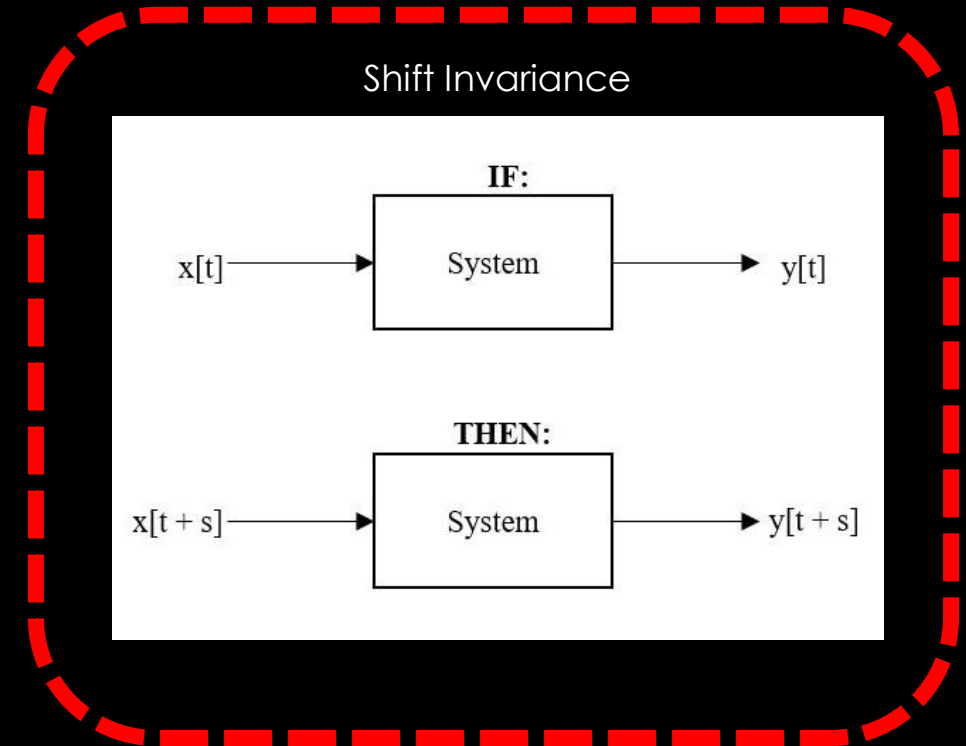 Shift Invariance
IF:
x[t] System y[t]
THEN:
x[t + s] System y[t + s]